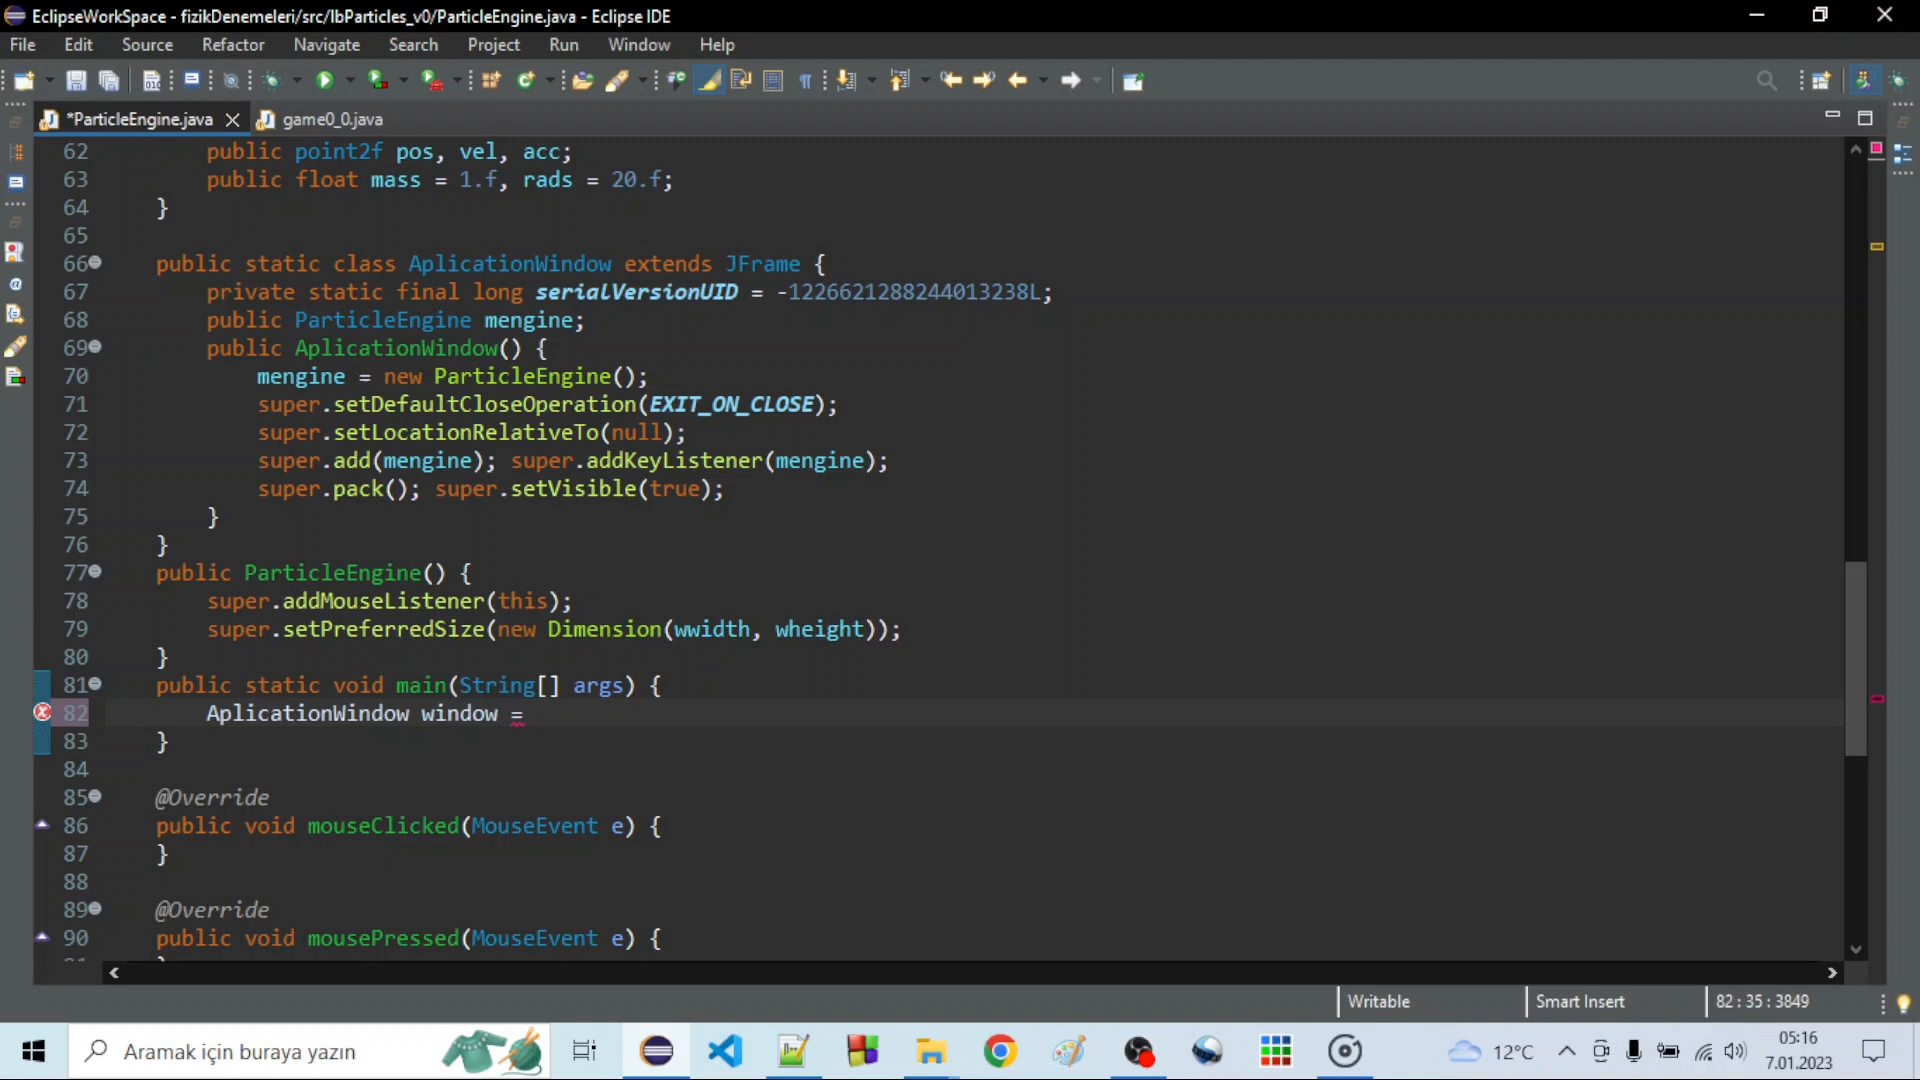 EclipseWorkSpace - fizikDenemeleri/src/lbParticles_v0/ParticleEngine.java - Eclipse IDE
File Edit Source Refactor Navigate Search Project Run Window Help
*ParticleEngine.java game0_0.java
62 public point2f pos, vel, acc;
63 public float mass = 1.f, rads = 20.f;
64 }
65
66 public static class AplicationWindow extends JFrame {
67 private static final long serialVersionUID = -1226621288244013238L;
68 public ParticleEngine mengine;
69 public AplicationWindow() {
70 mengine = new ParticleEngine();
71 super.setDefaultCloseOperation(EXIT_ON_CLOSE);
72 super.setLocationRelativeTo(null);
73 super.add(mengine); super.addKeyListener(mengine);
74 super.pack(); super.setVisible(true);
75 }
76 }
77 public ParticleEngine() {
78 super.addMouseListener(this);
79 super.setPreferredSize(new Dimension(wwidth, wheight));
80 }
81 public static void main(String[] args) {
82 AplicationWindow window =
83 }
84
85 @Override
86 public void mouseClicked(MouseEvent e) {
87 }
88
89 @Override
90 public void mousePressed(MouseEvent e) {
Writable Smart Insert 82 : 35 : 3849
Aramak için buraya yazın 12°C 05:16
7.01.2023